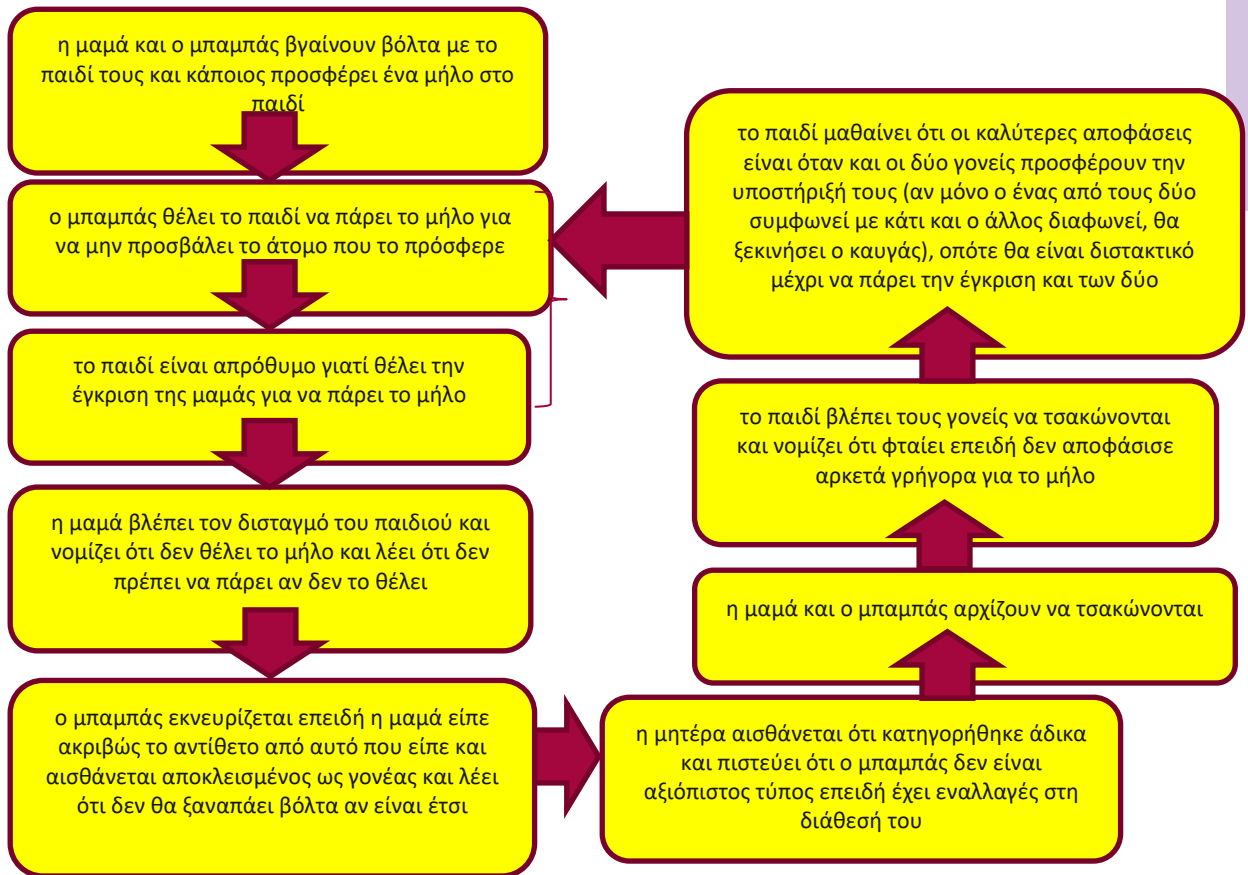 η μαμά και ο μπαμπάς βγαίνουν βόλτα με το
παιδί τους και κάποιος προσφέρει ένα μήλο στο
παιδί
ο μπαμπάς θέλει το παιδί να πάρει το μήλο για
να μην προσβάλει το άτομο που το πρόσφερε
το παιδί είναι απρόθυμο γιατί θέλει την
έγκριση της μαμάς για να πάρει το μήλο
η μαμά βλέπει τον δισταγμό του παιδιού και
νομίζει ότι δεν θέλει το μήλο και λέει ότι δεν
πρέπει να πάρει αν δεν το θέλει
ο μπαμπάς εκνευρίζεται επειδή η μαμά είπε
ακριβώς το αντίθετο από αυτό που είπε και
αισθάνεται αποκλεισμένος ως γονέας και λέει
ότι δεν θα ξαναπάει βόλτα αν είναι έτσι
η μητέρα αισθάνεται ότι κατηγορήθηκε άδικα
και πιστεύει ότι ο μπαμπάς δεν είναι
αξιόπιστος τύπος επειδή έχει εναλλαγές στη
διάθεσή του
η μαμά και ο μπαμπάς αρχίζουν να τσακώνονται
το παιδί βλέπει τους γονείς να τσακώνονται
και νομίζει ότι φταίει επειδή δεν αποφάσισε
αρκετά γρήγορα για το μήλο
το παιδί μαθαίνει ότι οι καλύτερες αποφάσεις
είναι όταν και οι δύο γονείς προσφέρουν την
υποστήριξή τους (αν μόνο ο ένας από τους δύο
συμφωνεί με κάτι και ο άλλος διαφωνεί, θα
ξεκινήσει ο καυγάς), οπότε θα είναι διστακτικό
μέχρι να πάρει την έγκριση και των δύο